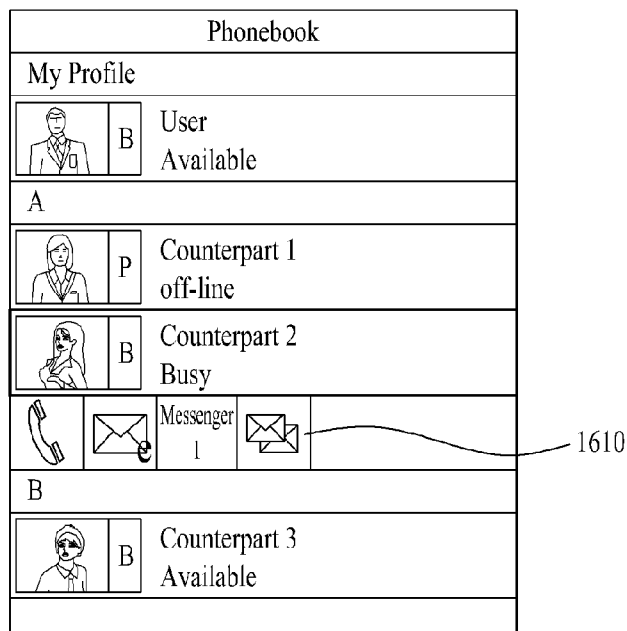 Phonebook
My Profile
B
User
Available
A
P
Counterpart 1
off-line
B
Counterpart 2
Busy
e
Messenger
1
1610
B
B
Counterpart 3
Available